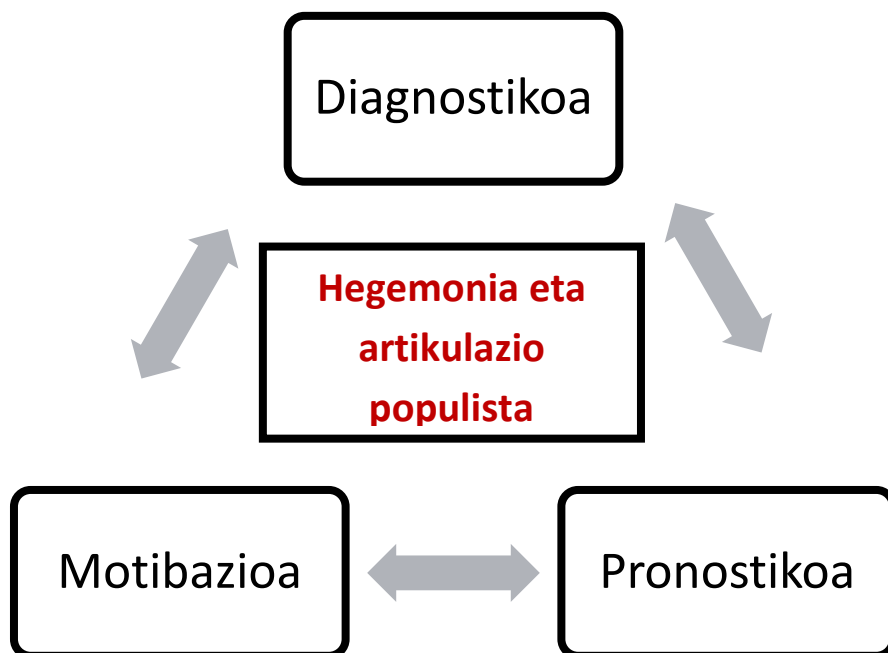 Diagnostikoa
Hegemonia eta
artikulazio
populista
Motibazioa
Pronostikoa